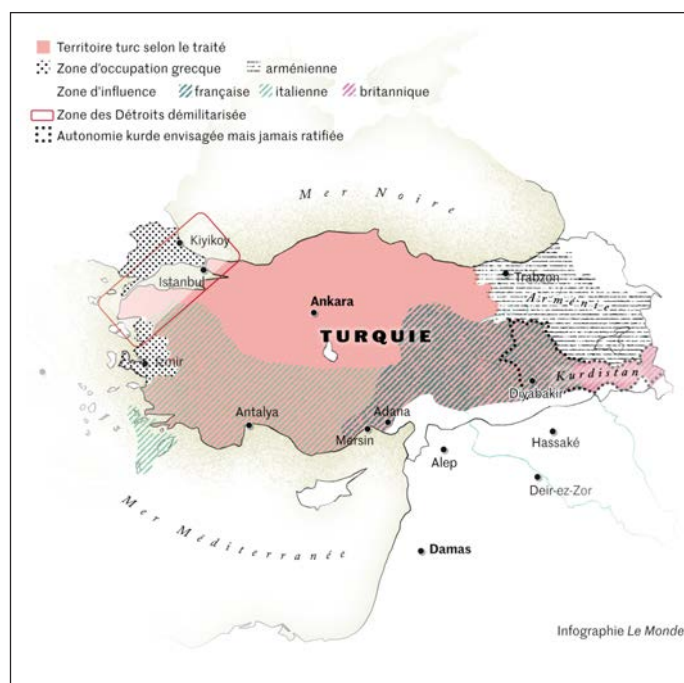 Territoire turc selon le traité
Zone d'occupation grecque arménienne
Zone d'influence française italienne britannique
Zone des Détroits démilitarisée
Autonomie kurde envisagée mais jamais ratifiée
Mer Noire
Kiyikoy
Istanbul
Trabzon
Arménie
Ankara
TURQUIE
Izmir
Kurdistan
Diyabakir
Antalya
Adana
Mersin
Hassaké
Alep
Deir-ez-Zor
Mer Méditerranée
Damas
Infographie Le Monde